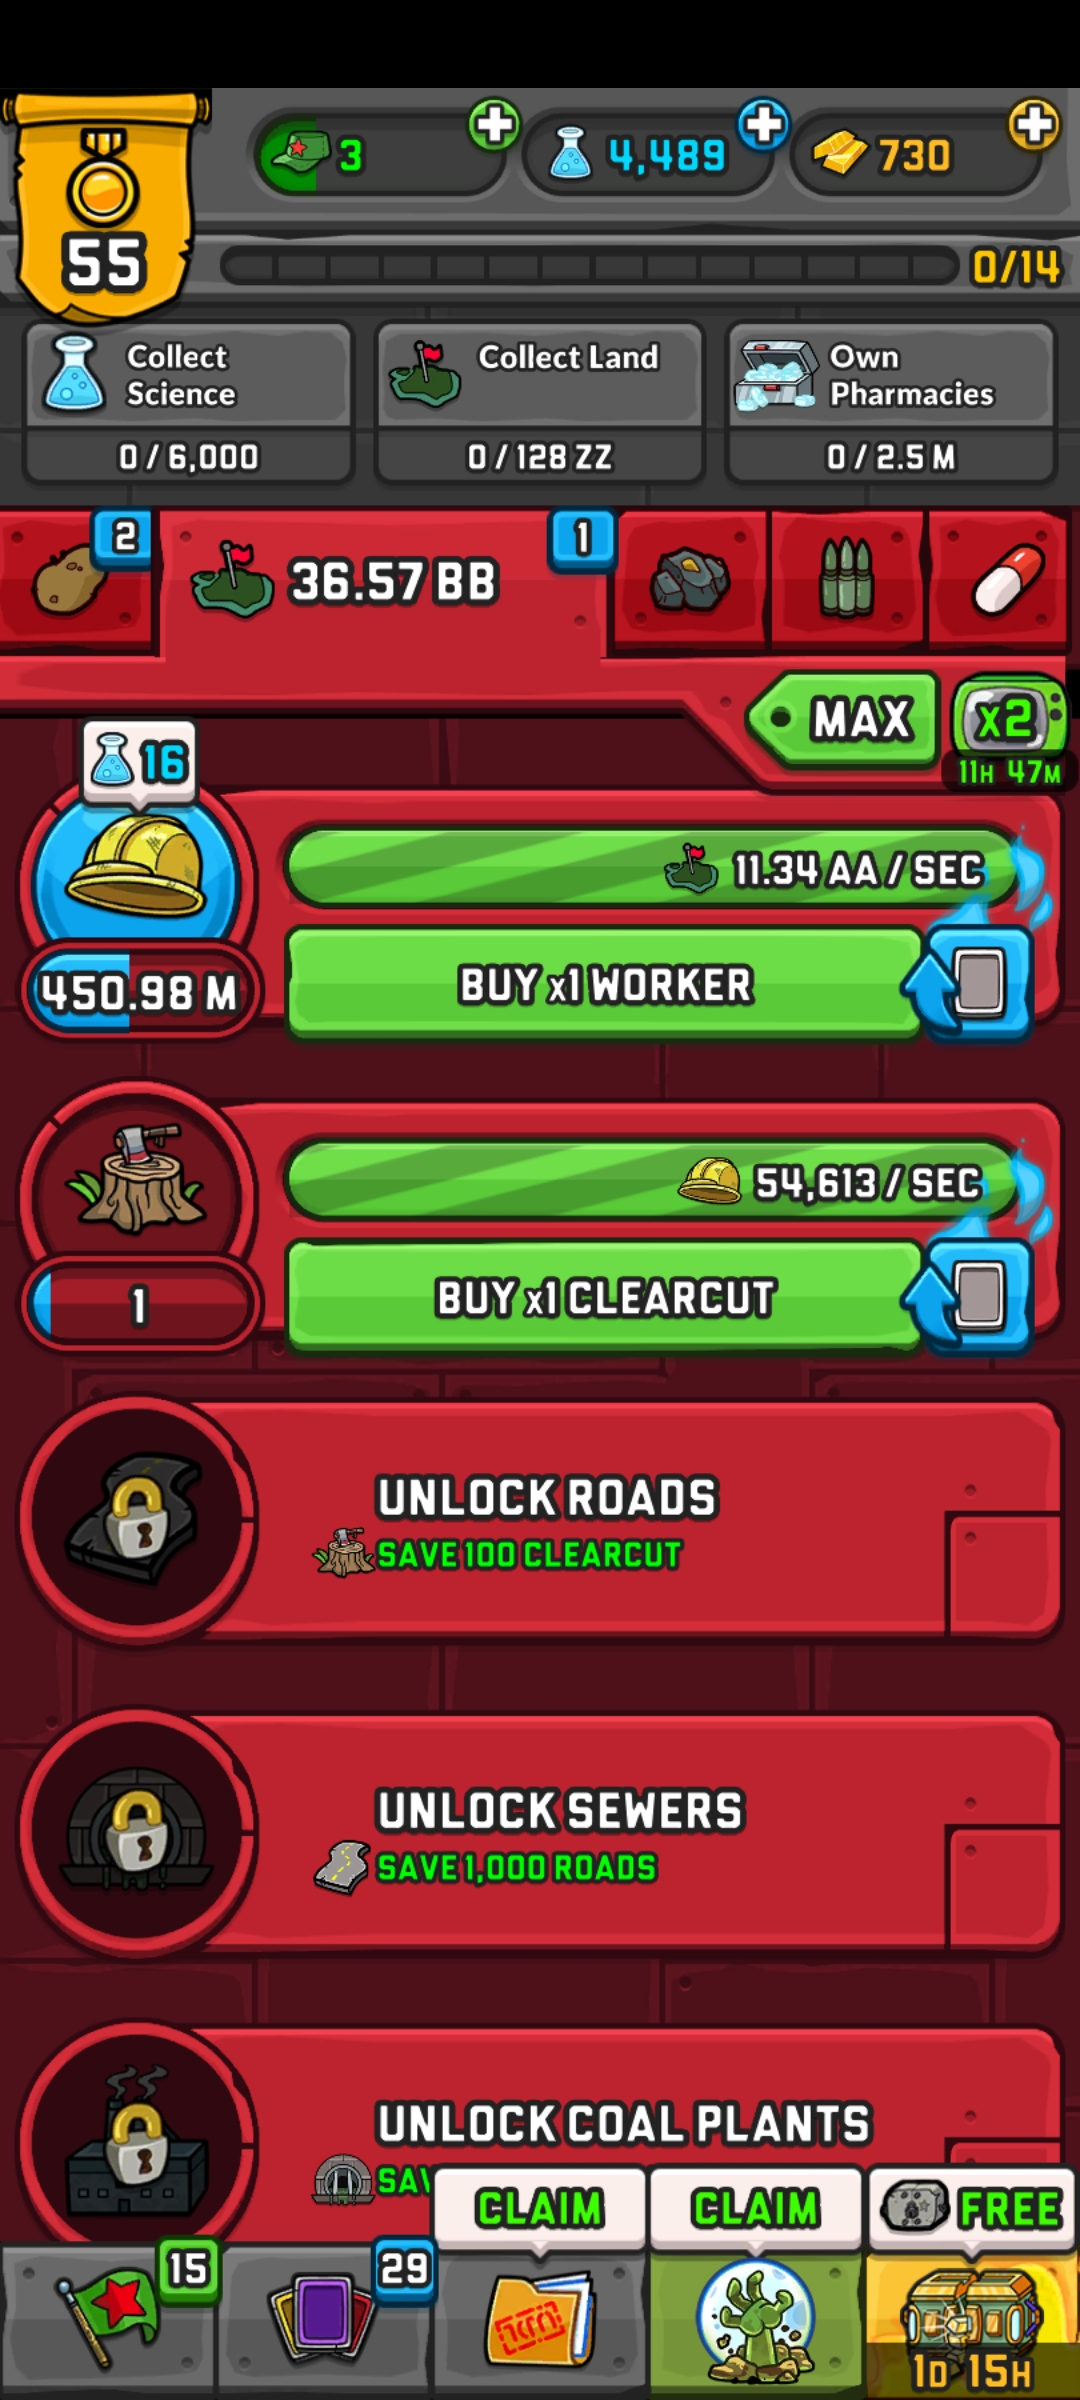 3
4,489
730
55
0/14
Collect
Science
Collect Land
Own
Pharmacies
0 / 6,000
0 / 128 ZZ
0 / 2.5 M
2
36.57 BB
1
MAX
x2
11H 47M
16
11.34 AA / SEC
450.98 M
BUY x1 WORKER
54,613 / SEC
1
BUY x1 CLEARCUT
UNLOCK ROADS
SAVE 100 CLEARCUT
UNLOCK SEWERS
SAVE 1,000 ROADS
UNLOCK COAL PLANTS
CLAIM
CLAIM
FREE
15
29
1D 15H